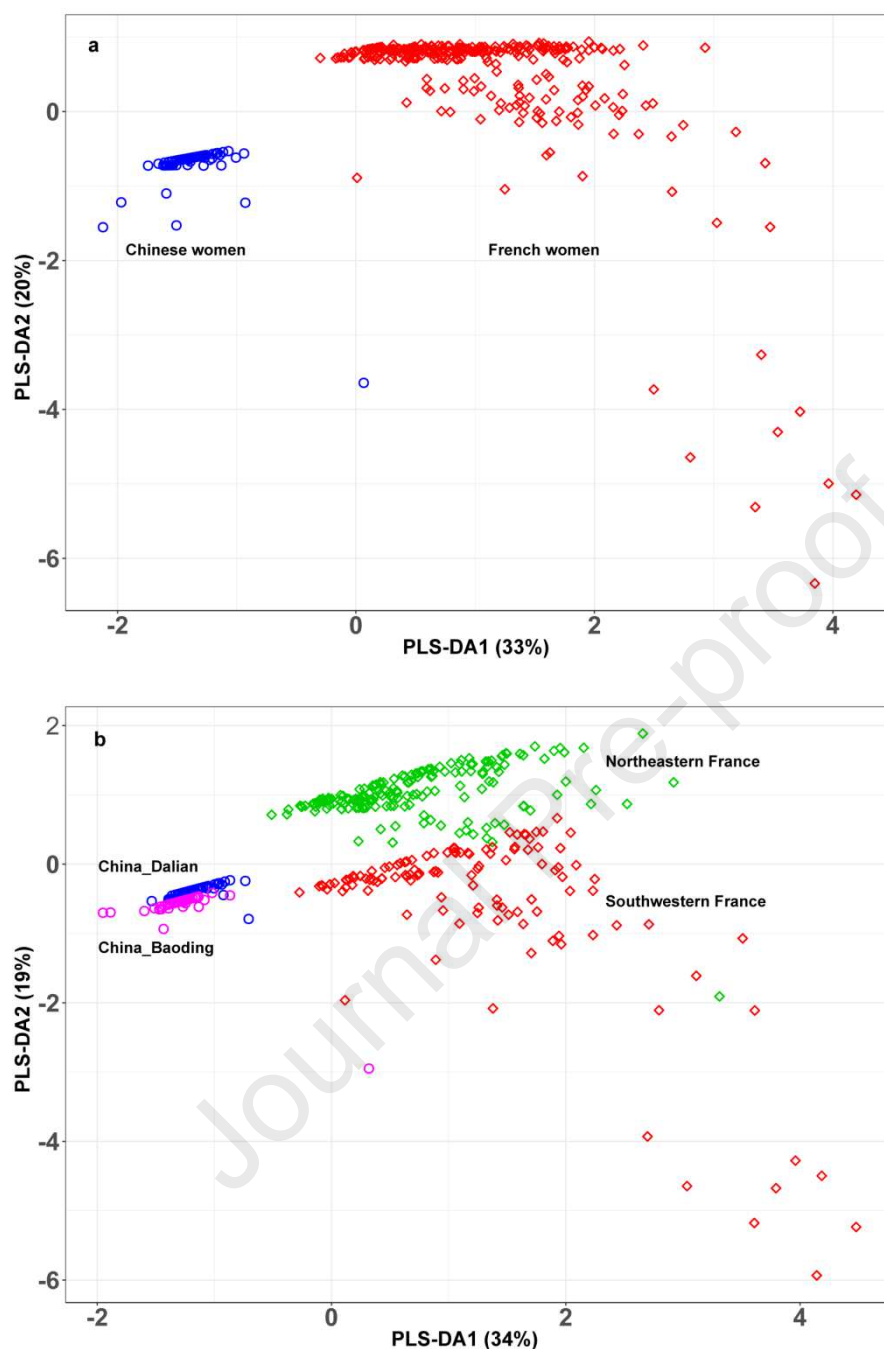 a
0
-2
-4
-6
PLS-DA2 (20%)
Chinese women
French women
-2
0
2
4
PLS-DA1 (33%)
b
2
0
-2
-4
-6
PLS-DA2 (19%)
Northeastern France
China_Dalian
Southwestern France
China_Baoding
-2
0
2
4
PLS-DA1 (34%)
Journal Pre-proof